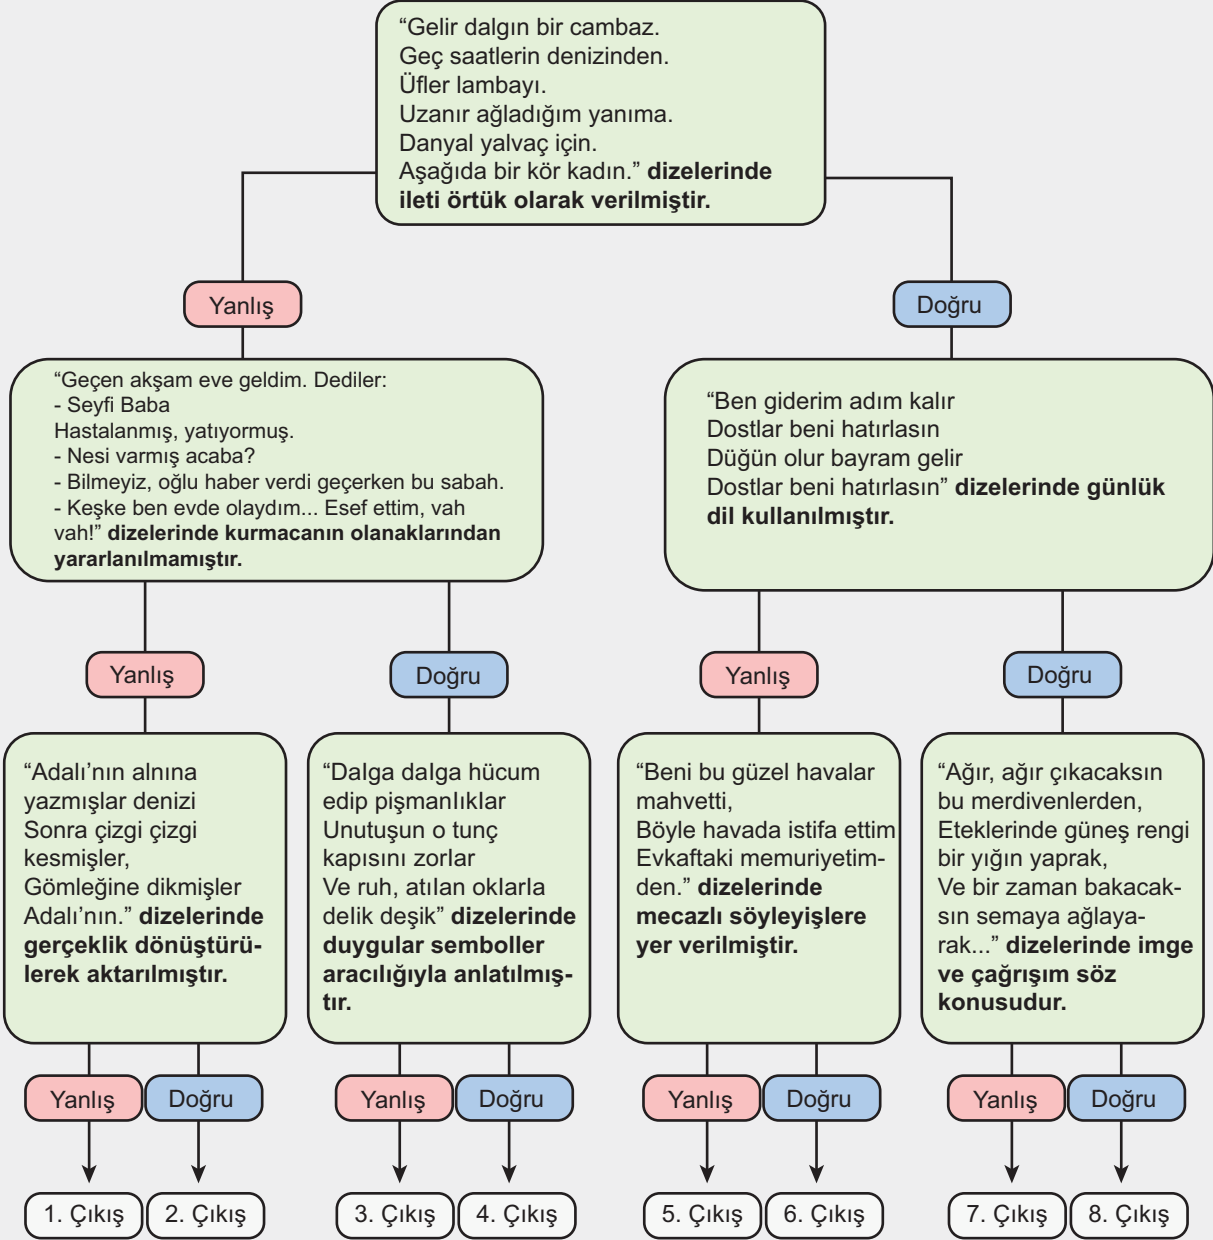 “Gelir dalgın bir cambaz.
Geç saatlerin denizinden.
Üfler lambayı.
Uzanır ağladığım yanıma.
Danyal yalvaç için.
Aşağıda bir kör kadın.” dizelerinde
ileti örtük olarak verilmiştir.
Yanlış
Doğru
“Geçen akşam eve geldim. Dediler:
- Seyfi Baba
Hastalanmış, yatıyormuş.
- Nesi varmış acaba?
- Bilmeyiz, oğlu haber verdi geçerken bu sabah.
- Keşke ben evde olaydım... Esef ettim, vah
vah!” dizelerinde kurmacanın olanaklarından
yararlanılmamıştır.
“Ben giderim adım kalır
Dostlar beni hatırlasın
Düğün olur bayram gelir
Dostlar beni hatırlasın” dizelerinde günlük
dil kullanılmıştır.
Yanlış
Doğru
Yanlış
Doğru
“Adalı’nın alnına
yazmışlar denizi
Sonra çizgi çizgi
kesmişler,
Gömleğine dikmişler
Adalı’nın.” dizelerinde
gerçeklik dönüştürü-
lerek aktarılmıştır.
“Dalga dalga hücum
edip pişmanlıklar
Unutuşun o tunç
kapısını zorlar
Ve ruh, atılan oklarla
delik deşik” dizelerinde
duygular semboller
aracılığıyla anlatılmış-
tır.
“Beni bu güzel havalar
mahvetti,
Böyle havada istifa ettim
Evkaftaki memuriyetim-
den.” dizelerinde
mecazlı söyleyişlere
yer verilmiştir.
“Ağır, ağır çıkacaksın
bu merdivenlerden,
Eteklerinde güneş rengi
bir yığın yaprak,
Ve bir zaman bakacak-
sın semaya ağlaya-
rak...” dizelerinde imge
ve çağrışım söz
konusudur.
Yanlış
Doğru
Yanlış
Doğru
Yanlış
Doğru
Yanlış
Doğru
1. Çıkış
2. Çıkış
3. Çıkış
4. Çıkış
5. Çıkış
6. Çıkış
7. Çıkış
8. Çıkış